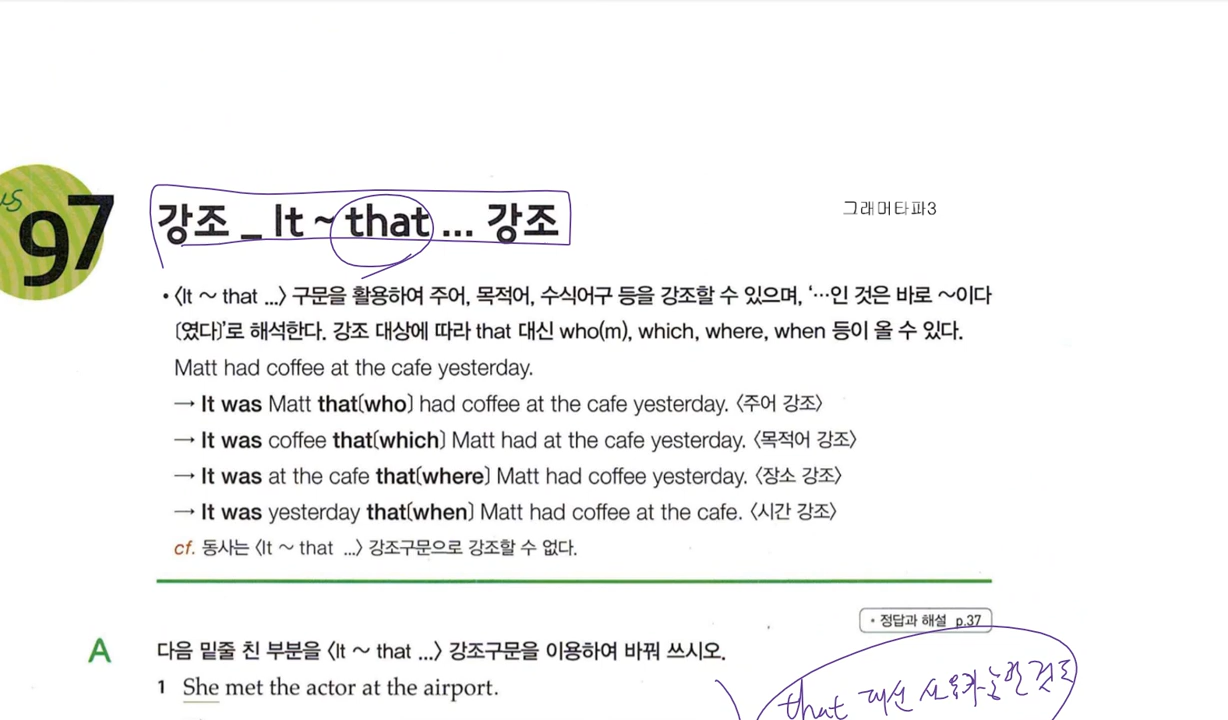 97
강조 _ It ~ that ... 강조
그래머타파3
• 〈It ~ that ...〉 구문을 활용하여 주어, 목적어, 수식어구 등을 강조할 수 있으며, ‘…인 것은 바로 ~이다
(였다)’로 해석한다. 강조 대상에 따라 that 대신 who(m), which, where, when 등이 올 수 있다.
Matt had coffee at the cafe yesterday.
→ It was Matt that(who) had coffee at the cafe yesterday. 〈주어 강조〉
→ It was coffee that(which) Matt had at the cafe yesterday. 〈목적어 강조〉
→ It was at the cafe that(where) Matt had coffee yesterday. 〈장소 강조〉
→ It was yesterday that(when) Matt had coffee at the cafe. 〈시간 강조〉
cf. 동사는 〈It ~ that ...〉 강조구문으로 강조할 수 없다.
• 정답과 해설 p.37
A 다음 밑줄 친 부분을 〈It ~ that ...〉 강조구문을 이용하여 바꿔 쓰시오.
1 She met the actor at the airport.
that 대신